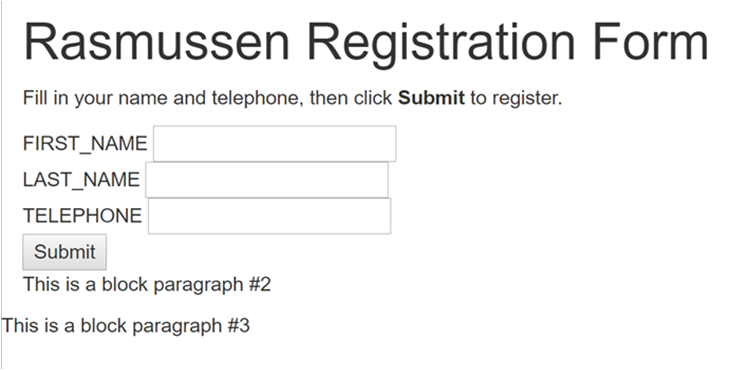 Rasmussen Registration Form
Fill in your name and telephone, then click Submit to register.
FIRST_NAME
LAST_NAME
TELEPHONE
Submit
This is a block paragraph #2
This is a block paragraph #3